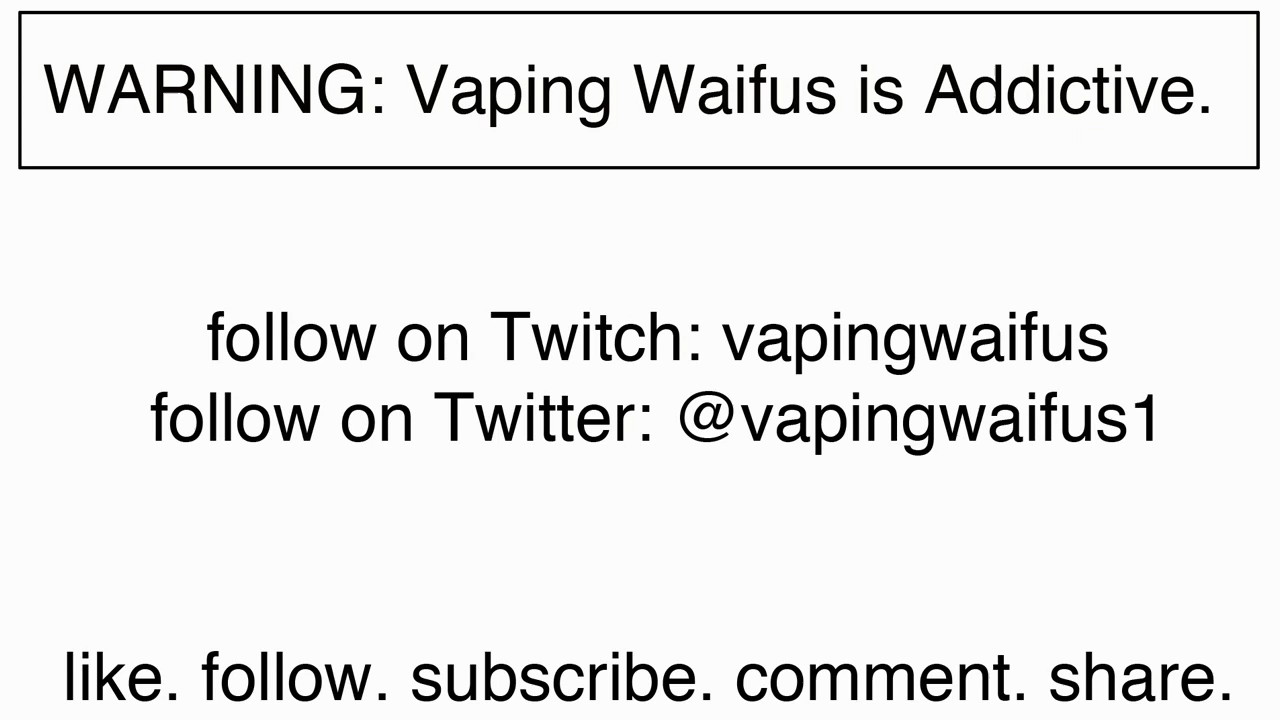 WARNING: Vaping Waifus is Addictive.
follow on Twitch: vapingwaifus
follow on Twitter: @vapingwaifus1
like. follow. subscribe. comment. share.